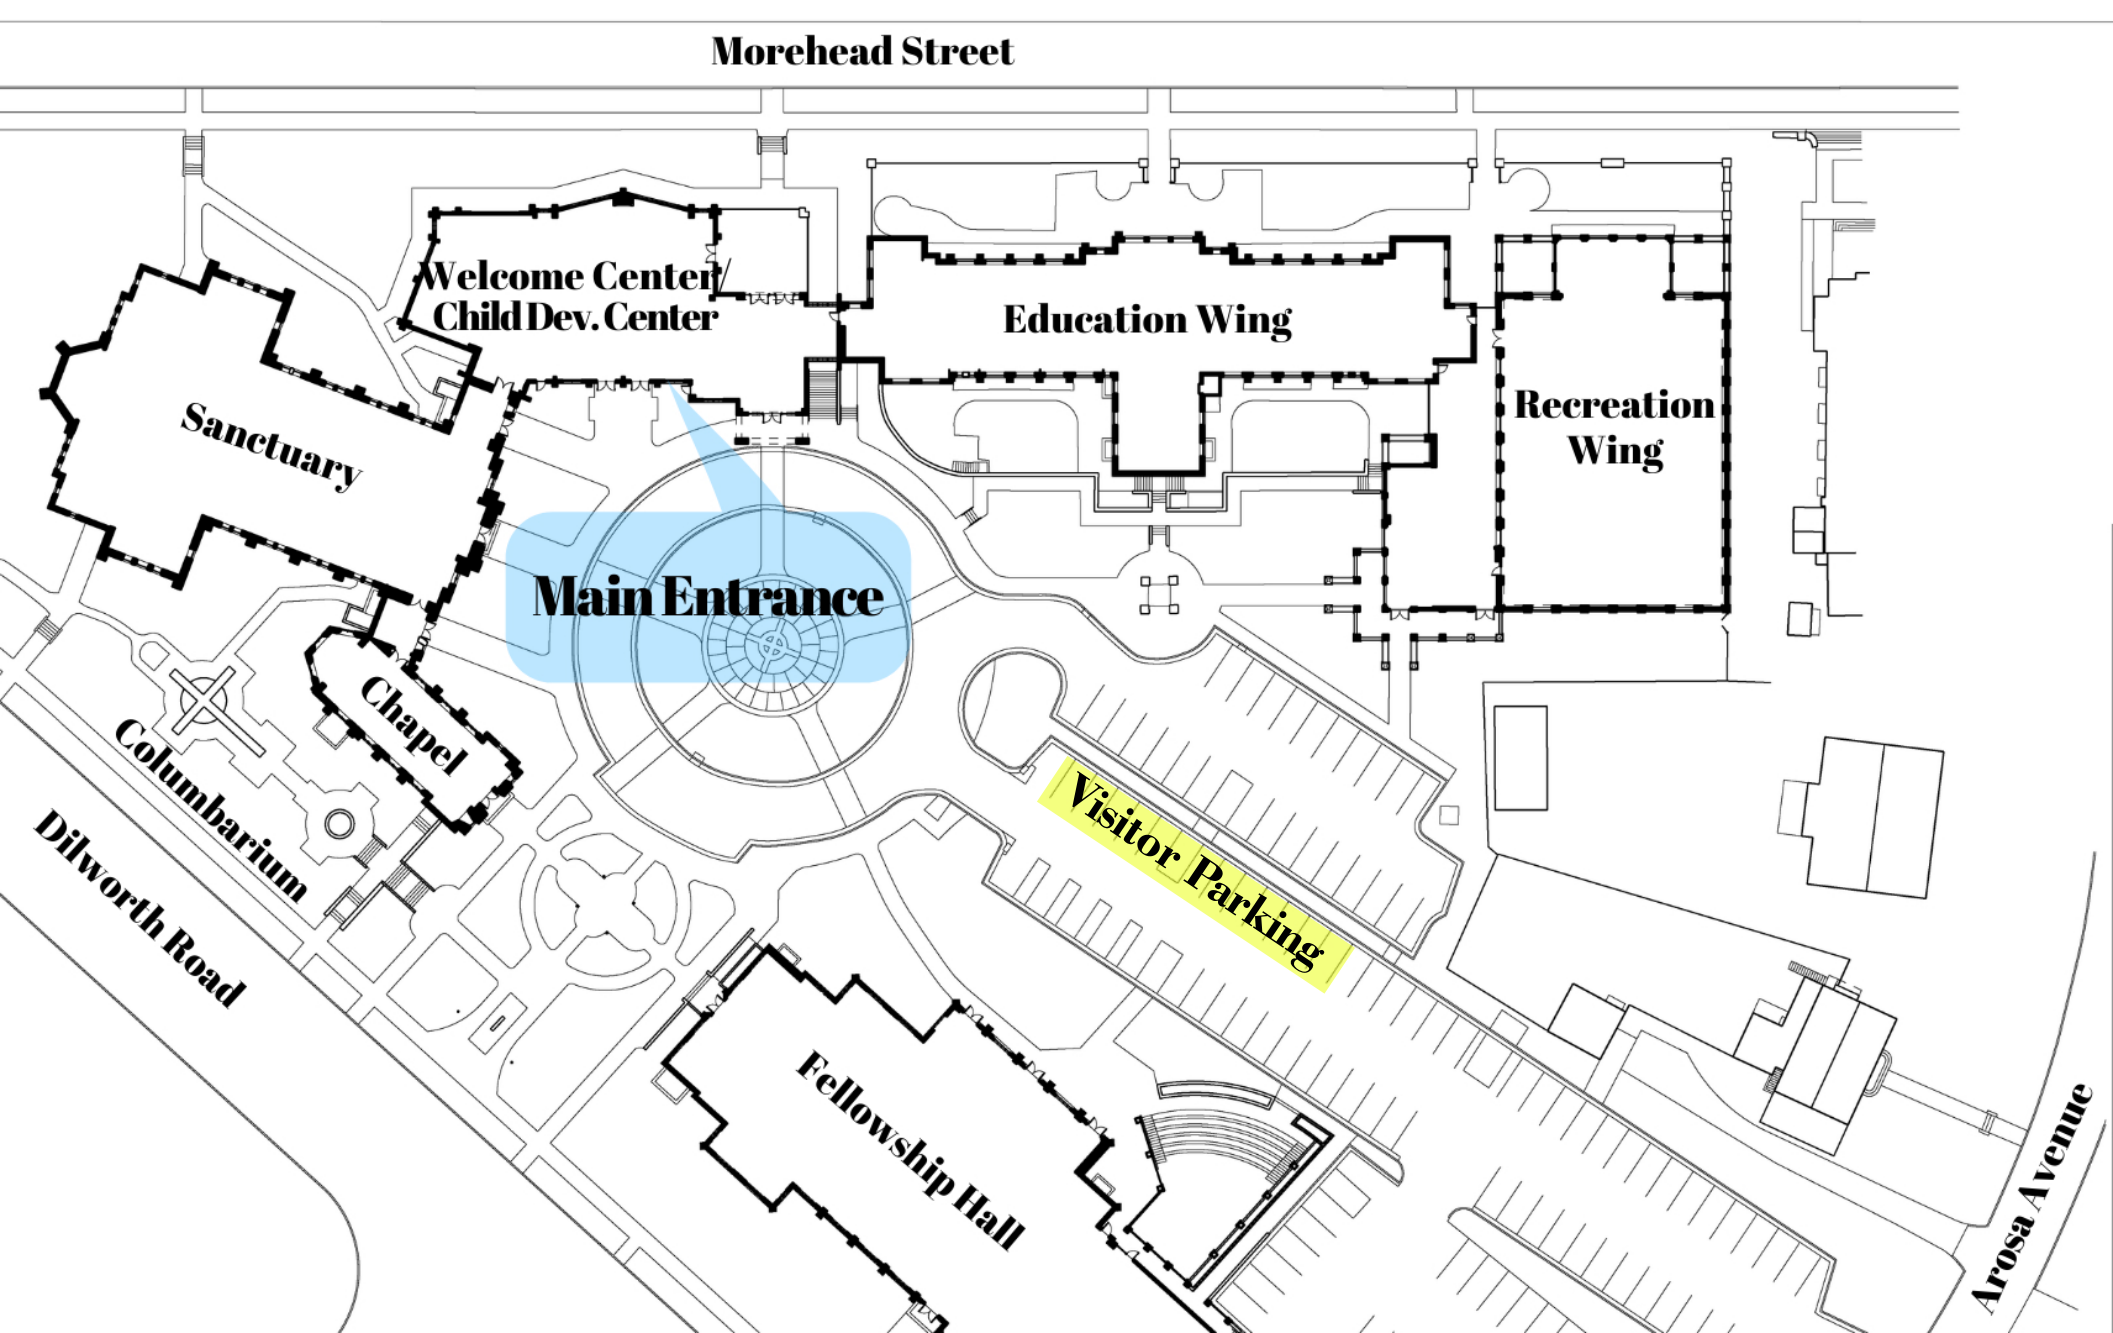 Morehead Street
Welcome Center/
Child Dev. Center
Education Wing
Recreation
Wing
Sanctuary
Main Entrance
Chapel
Columbarium
Visitor Parking
Dilworth Road
Fellowship Hall
Arosa Avenue